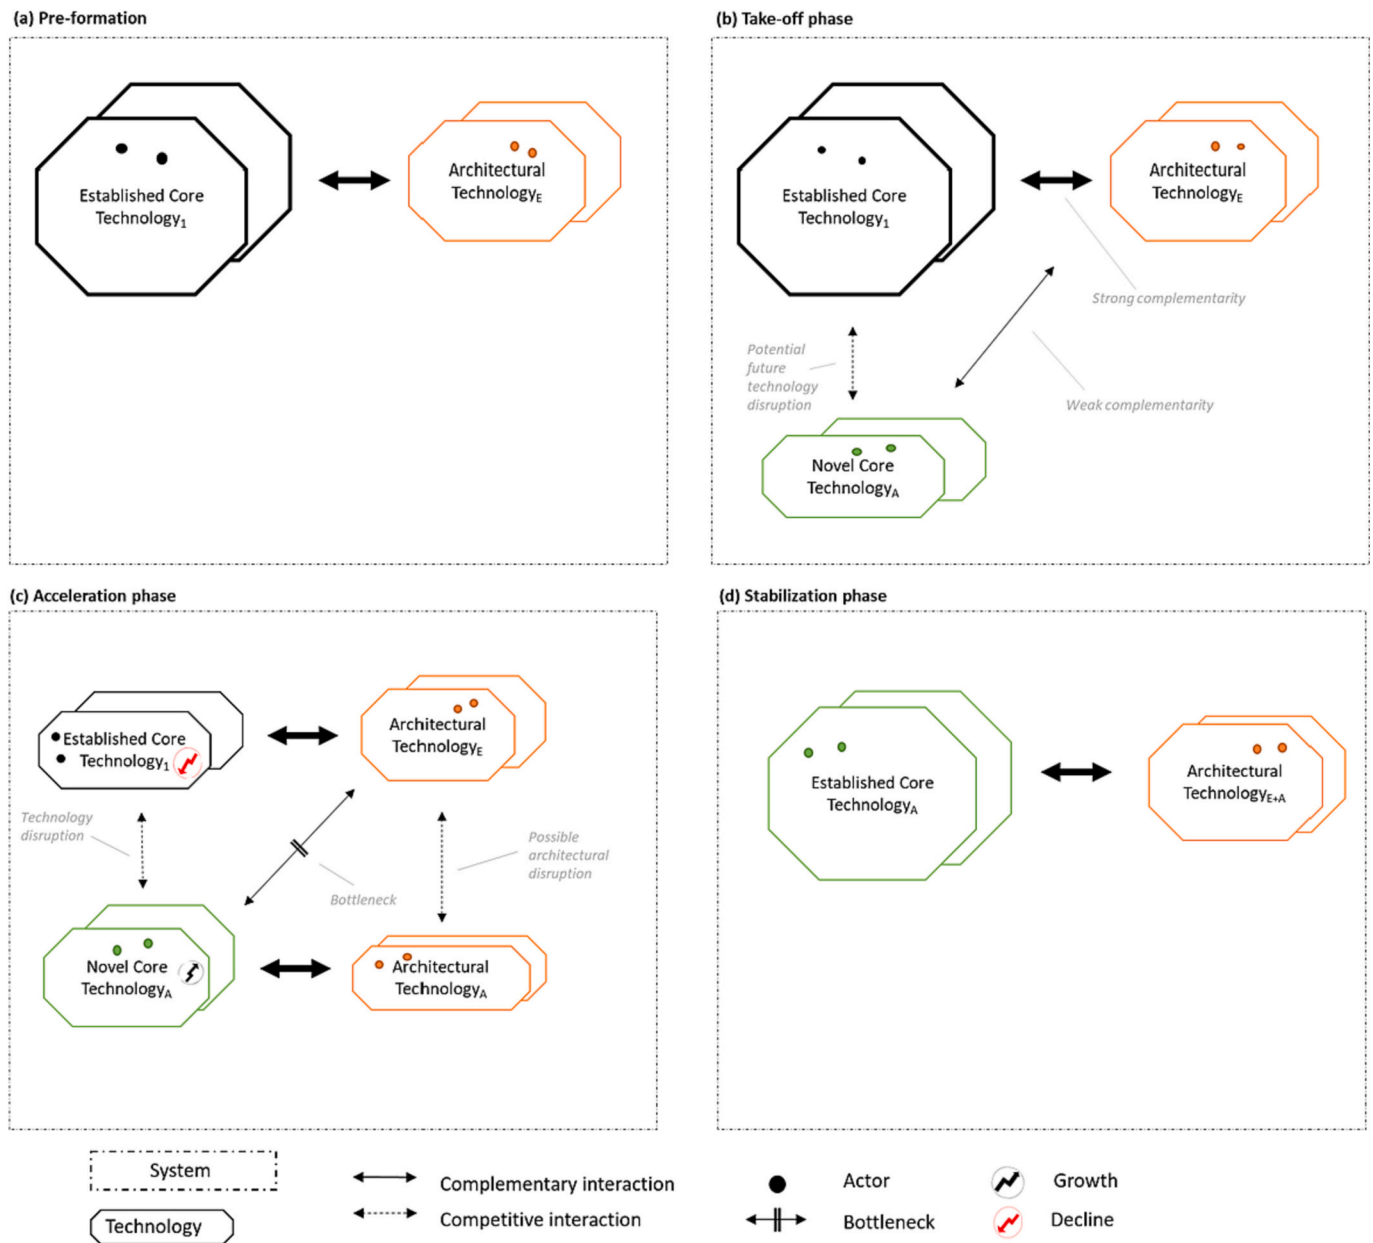 (a) Pre-formation
Established Core
Technology1
Architectural
TechnologyE
(b) Take-off phase
Established Core
Technology1
Architectural
TechnologyE
Strong complementarity
Potential
future
technology
disruption
Weak complementarity
Novel Core
TechnologyA
(c) Acceleration phase
Established Core
Technology1
Architectural
TechnologyE
Technology
disruption
Bottleneck
Possible
architectural
disruption
Novel Core
TechnologyA
Architectural
TechnologyA
(d) Stabilization phase
Established Core
TechnologyA
Architectural
TechnologyE+A
System
Technology
Complementary interaction
Competitive interaction
Actor
Bottleneck
Growth
Decline